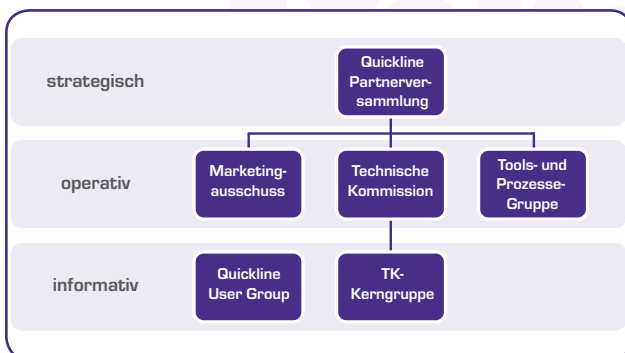 strategisch
Quickline
Partnerver-
sammlung
operativ
Marketing-
ausschuss
Technische
Kommission
Tools- und
Prozesse-
Gruppe
informativ
Quickline
User Group
TK-
Kerngruppe